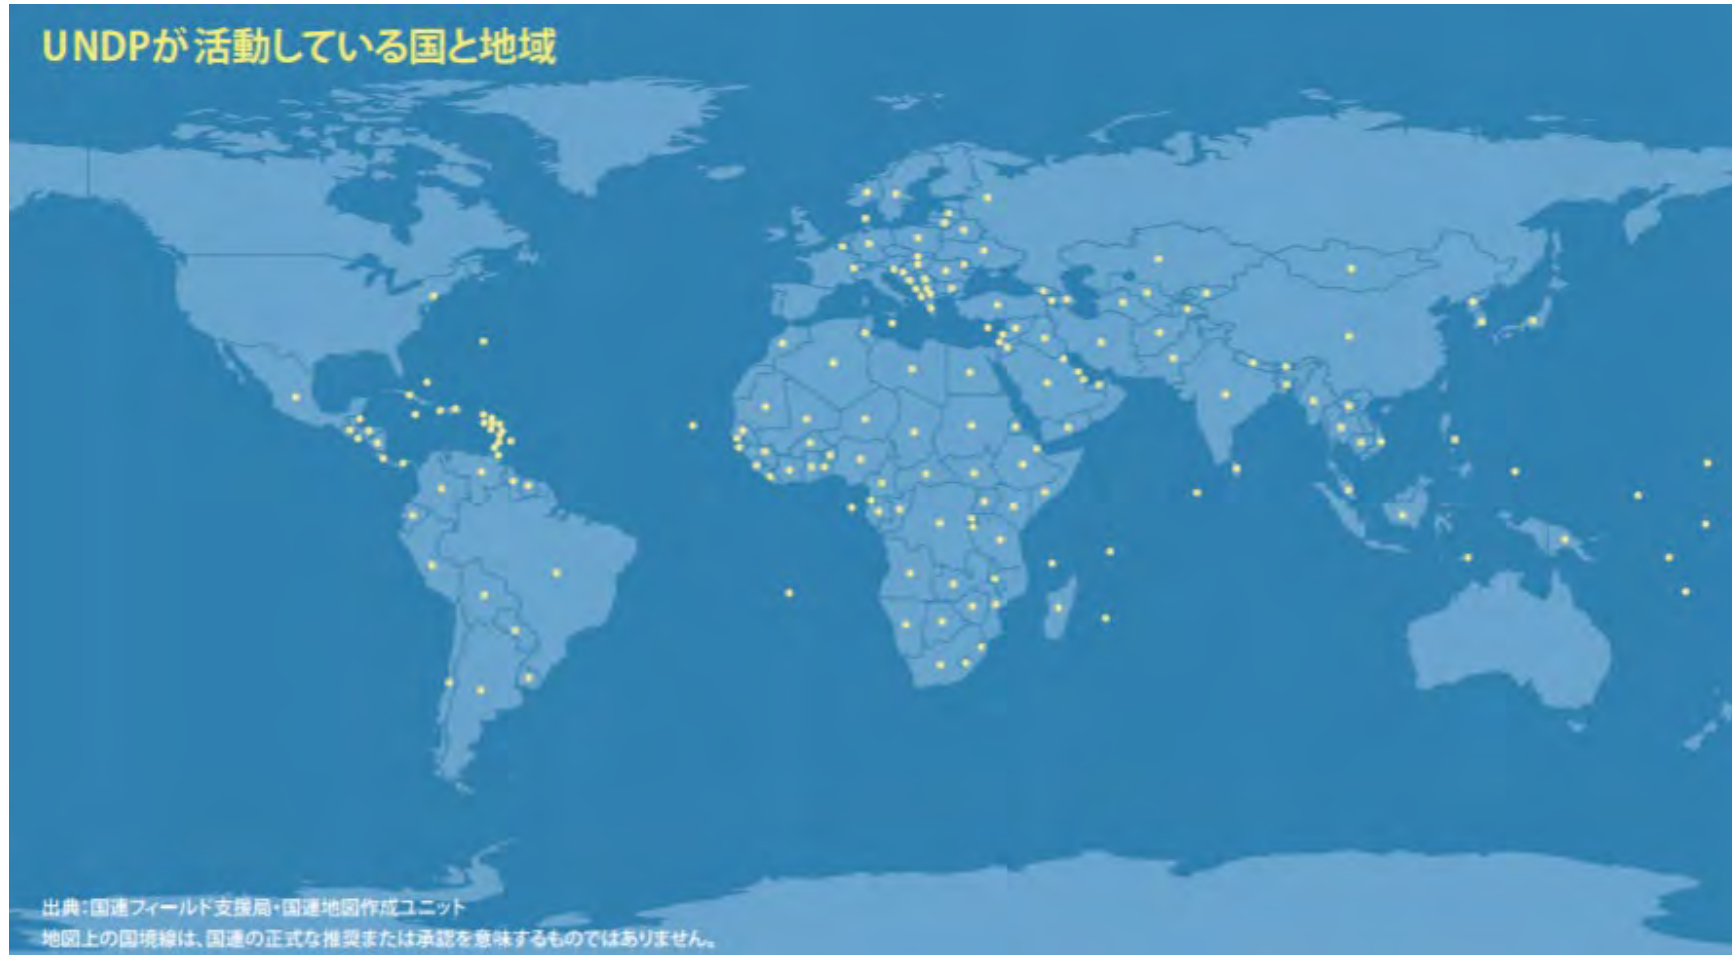 UNDPが活動している国と地域
出典:国連フィールド支援局・国連地図作成ユニット
地図上の国境線は、国連の正式な推奨または承認を意味するものではありません。